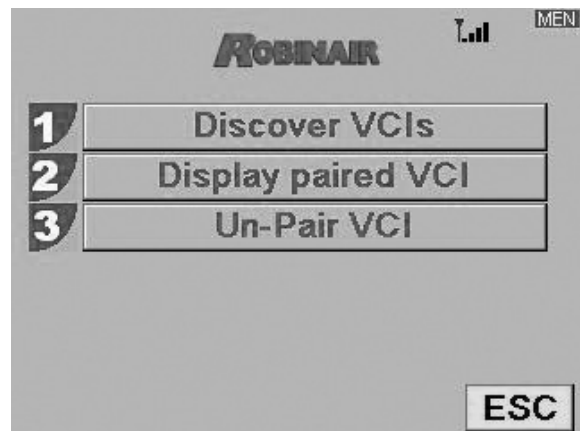 MEN
ROBINAIR
1 Discover VCIs
2 Display paired VCI
3 Un-Pair VCI
ESC